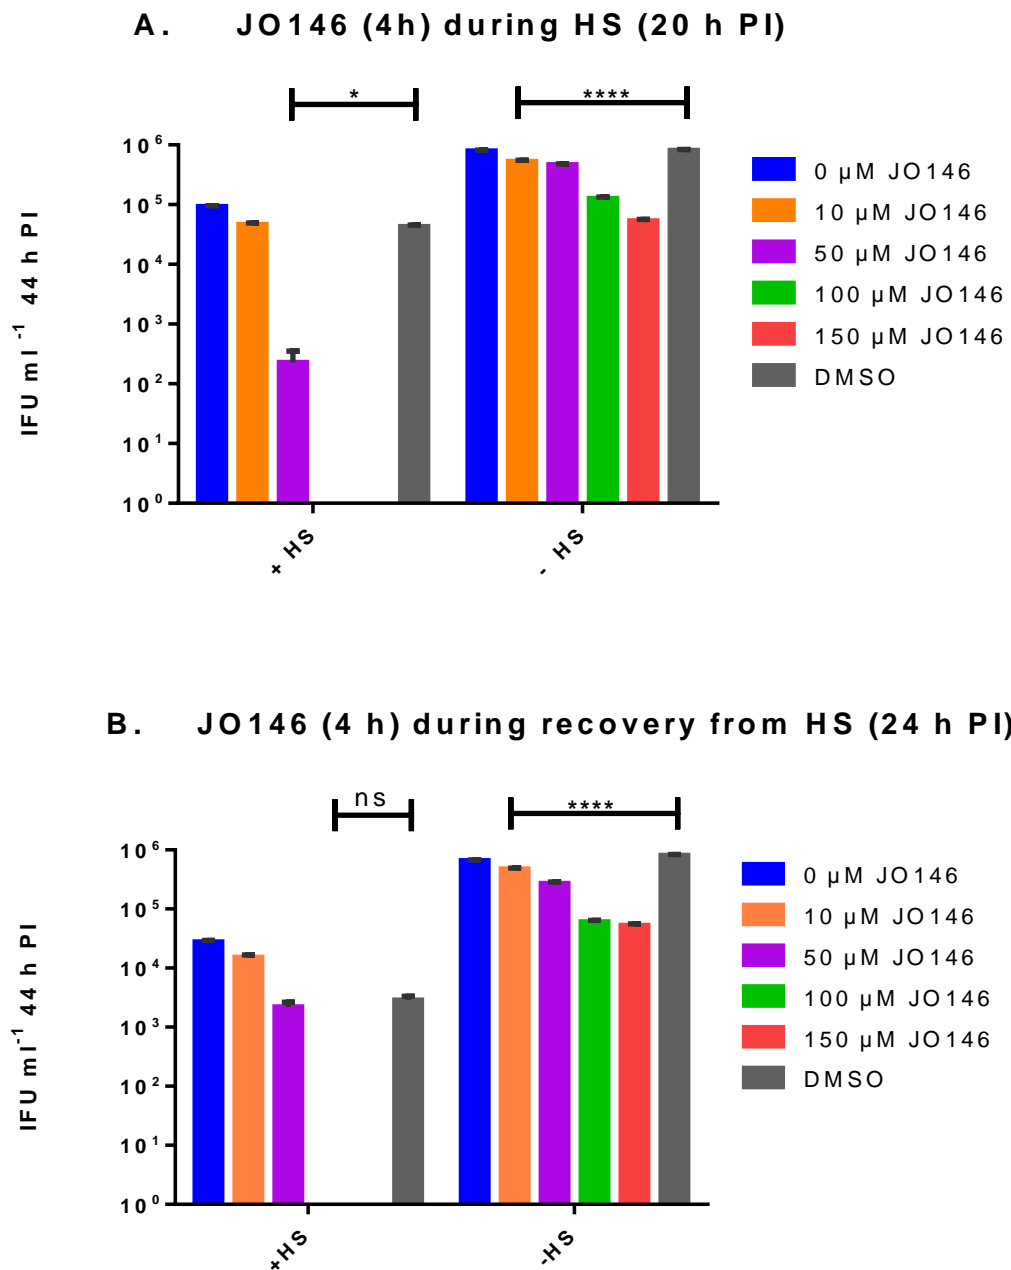 A. JO146 (4h) during HS (20 h PI)
* ****
10⁶
10⁵
10⁴
10³
10²
10¹
10⁰
IFU ml⁻¹ 44 h PI
+ HS
- HS
0 µM JO146
10 µM JO146
50 µM JO146
100 µM JO146
150 µM JO146
DMSO
B. JO146 (4 h) during recovery from HS (24 h PI)
ns ****
10⁶
10⁵
10⁴
10³
10²
10¹
10⁰
IFU ml⁻¹ 44 h PI
+HS
-HS
0 µM JO146
10 µM JO146
50 µM JO146
100 µM JO146
150 µM JO146
DMSO